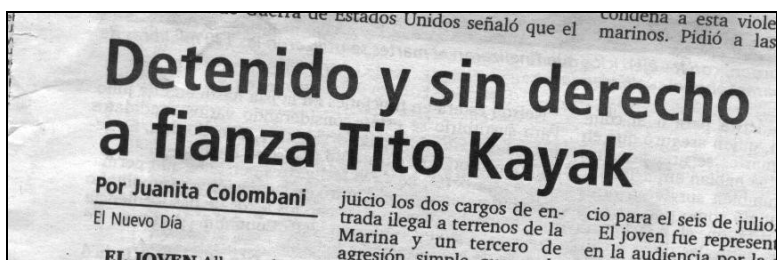 de Guerra de Estados Unidos señaló que el
condena a esta viole
marinos. Pidió a las
Detenido y sin derecho
a fianza Tito Kayak
Por Juanita Colombani
El Nuevo Día
EL JOVEN
juicio los dos cargos de en-
trada ilegal a terrenos de la
Marina y un tercero de
agresión simple
cio para el seis de julio.
El joven fue represen
en la audiencia por